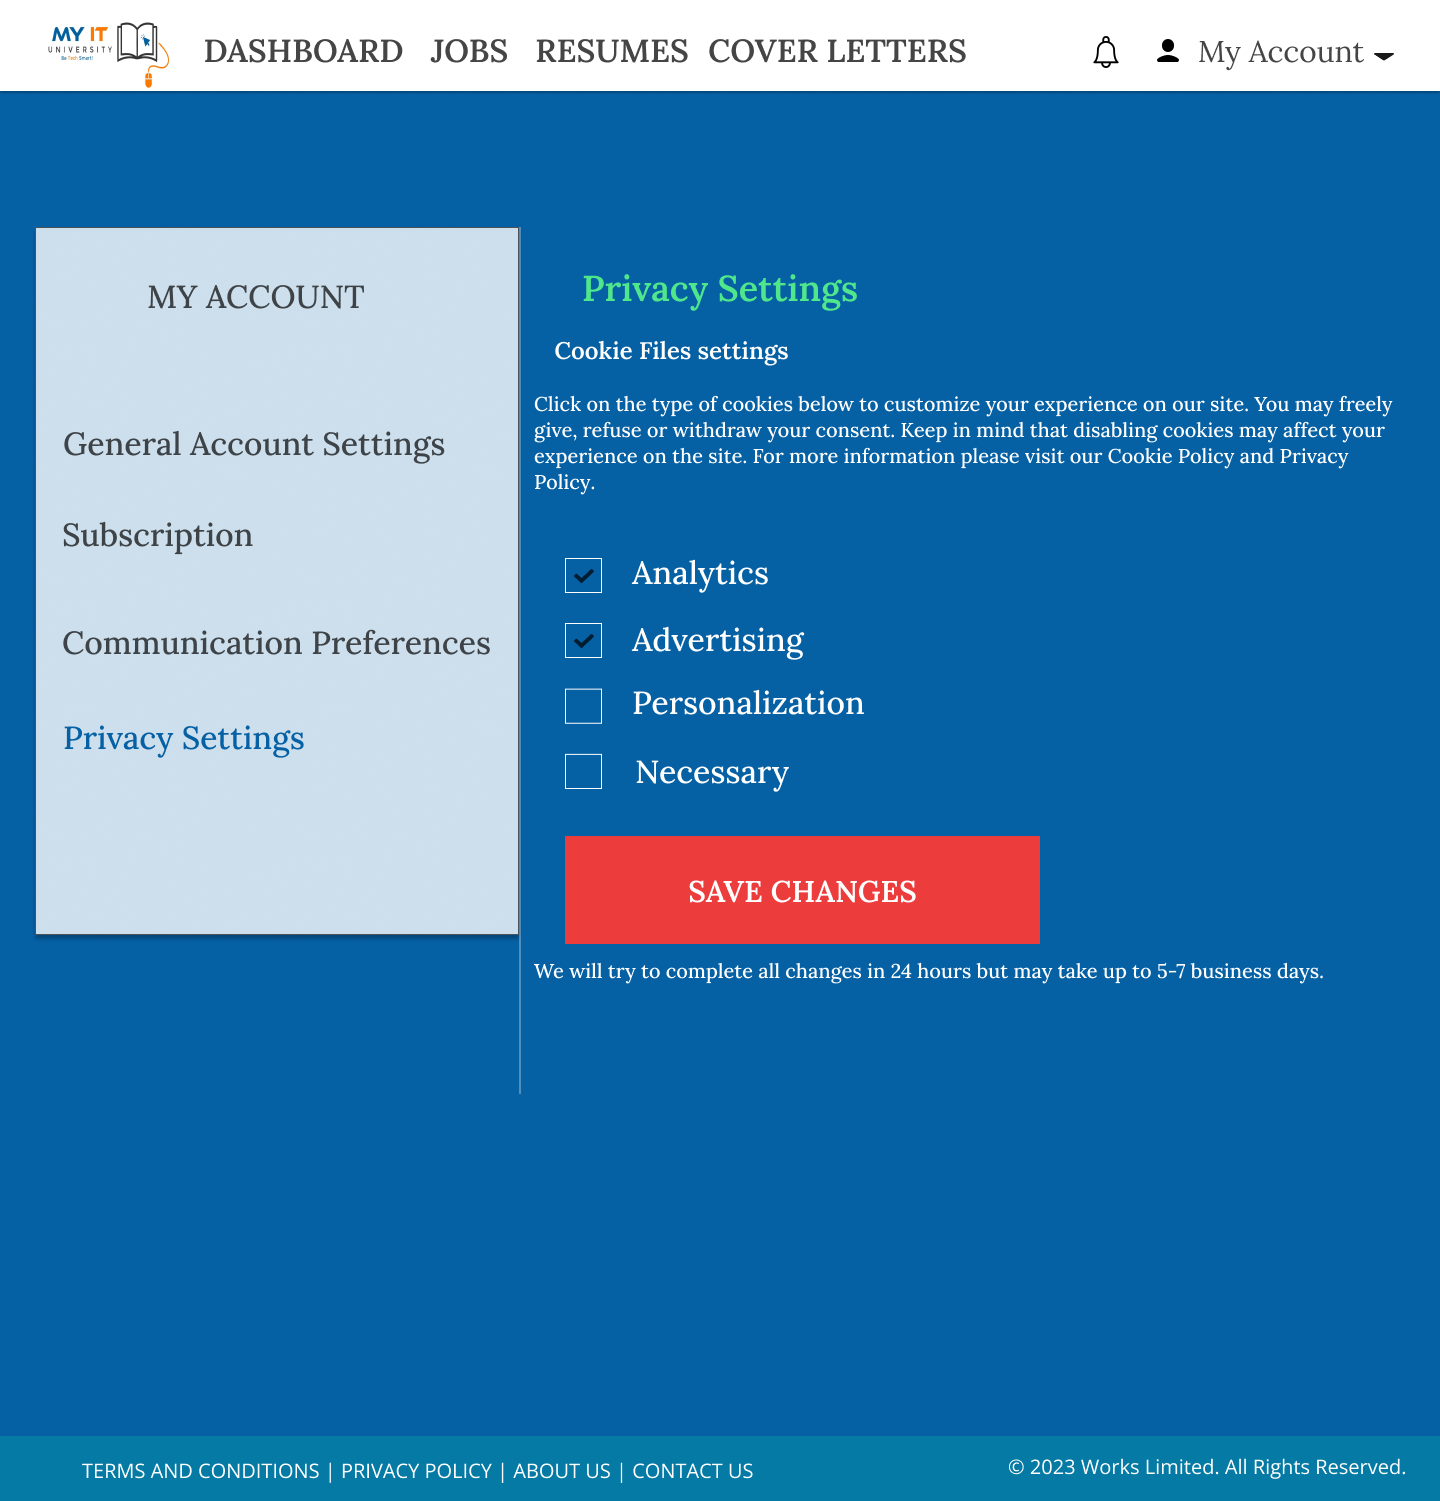 MY IT
UNIVERSITY
Be Tech Smart!
DASHBOARD JOBS RESUMES COVER LETTERS
My Account
MY ACCOUNT
General Account Settings
Subscription
Communication Preferences
Privacy Settings
Privacy Settings
Cookie Files settings
Click on the type of cookies below to customize your experience on our site. You may freely
give, refuse or withdraw your consent. Keep in mind that disabling cookies may affect your
experience on the site. For more information please visit our Cookie Policy and Privacy
Policy.
Analytics
Advertising
Personalization
Necessary
SAVE CHANGES
We will try to complete all changes in 24 hours but may take up to 5-7 business days.
TERMS AND CONDITIONS | PRIVACY POLICY | ABOUT US | CONTACT US
© 2023 Works Limited. All Rights Reserved.